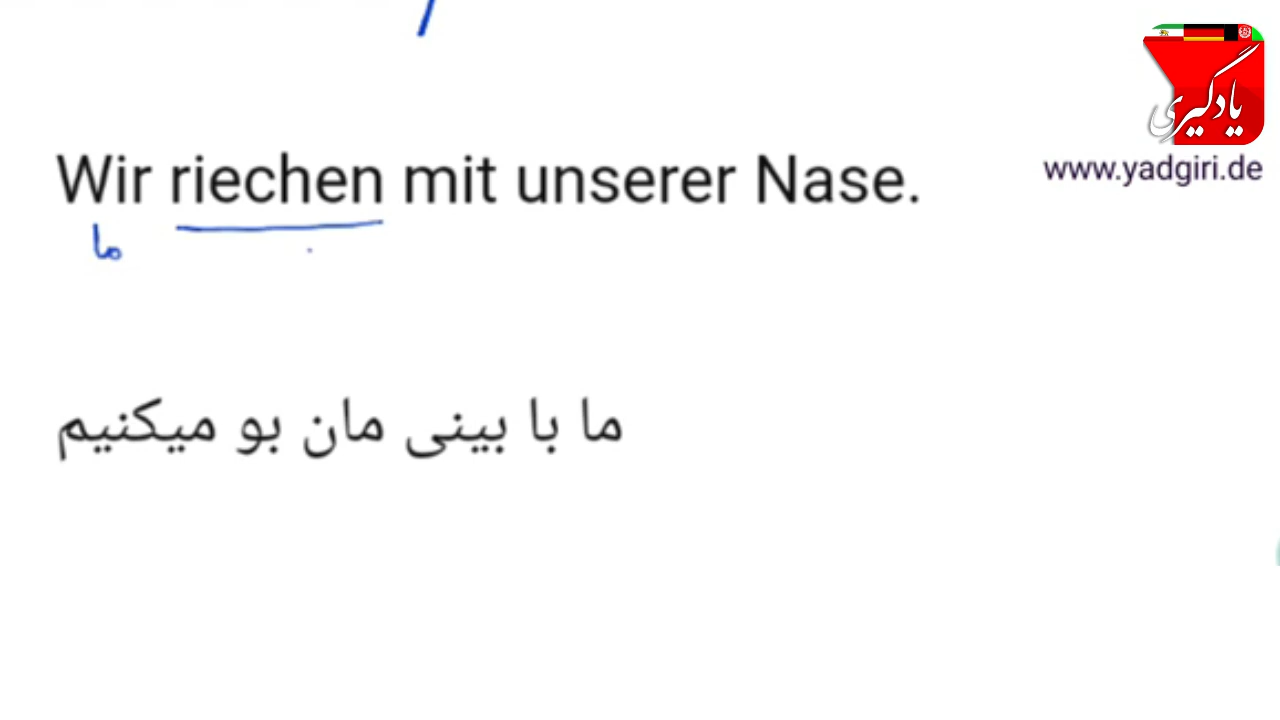 یادگیری
www.yadgiri.de
Wir riechen mit unserer Nase.
ما
ما با بینی مان بو میکنیم